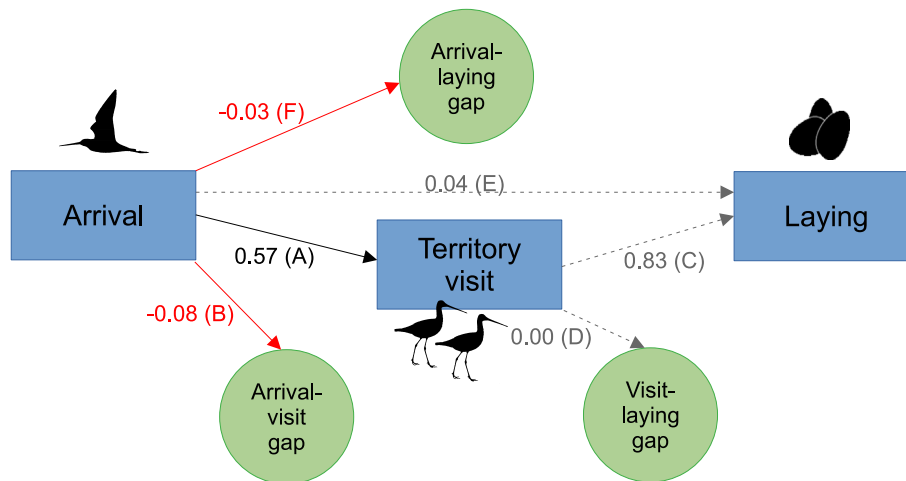 Arrival-
laying
gap
-0.03 (F)
0.04 (E)
Arrival
Laying
0.57 (A)
Territory
visit
0.83 (C)
-0.08 (B)
0.00 (D)
Arrival-
visit
gap
Visit-
laying
gap